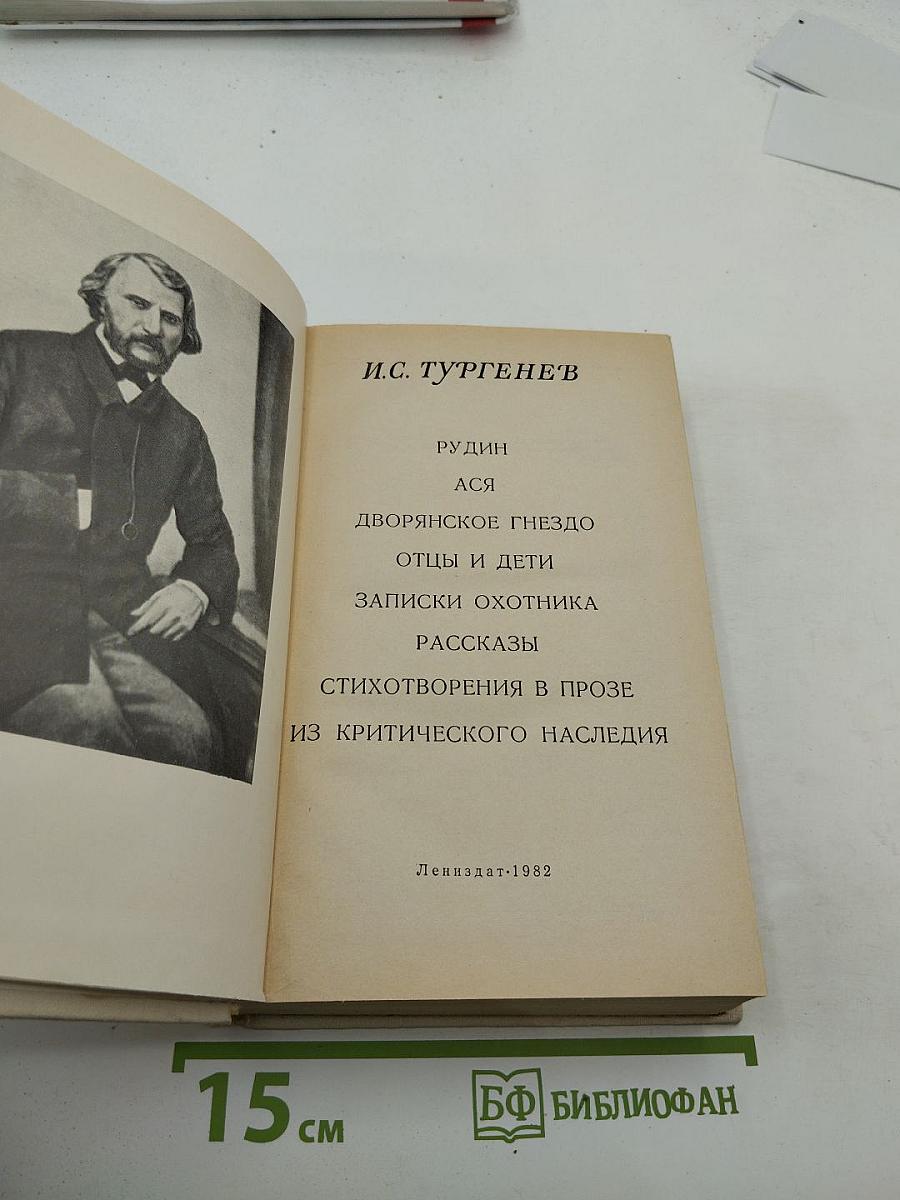 И.С. ТУРГЕНЕВ
РУДИН
АСЯ
ДВОРЯНСКОЕ ГНЕЗДО
ОТЦЫ И ДЕТИ
ЗАПИСКИ ОХОТНИКА
РАССКАЗЫ
СТИХОТВОРЕНИЯ В ПРОЗЕ
ИЗ КРИТИЧЕСКОГО НАСЛЕДИЯ
Лениздат·1982
15 см
БФ БИБЛИОФАН